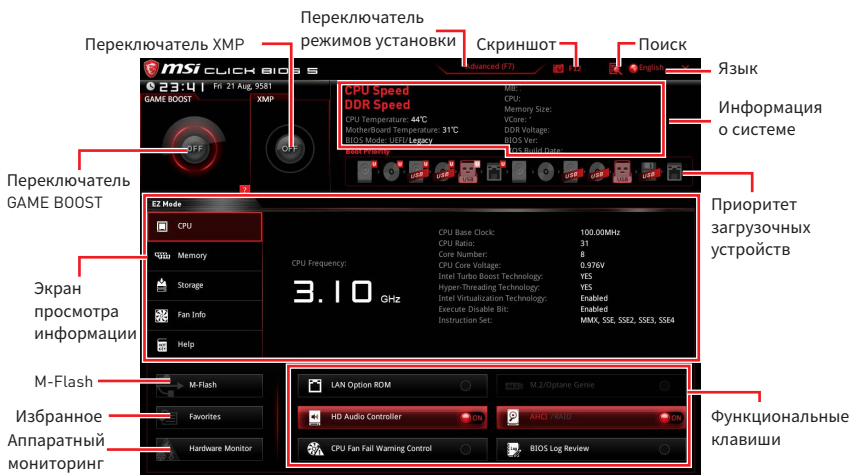 Переключатель
режимов установки
Переключатель XMP
Скриншот
Поиск
Язык
Информация
о системе
Приоритет
загрузочных
устройств
Функциональные
клавиши
Переключатель
GAME BOOST
Экран
просмотра
информации
M-Flash
Избранное
Аппаратный
мониторинг
msi CLICK BIOS 5
Advanced (F7)
F12
English
X
23:41 Fri 21 Aug, 9581
GAME BOOST
XMP
OFF
OFF
?
CPU Speed
DDR Speed
CPU Temperature: 44°C
MotherBoard Temperature: 31°C
BIOS Mode: UEFI/Legacy
MB:
CPU:
Memory Size:
VCore:
DDR Voltage:
BIOS Ver:
BIOS Build Date:
Boot Priority
U U U U U U
USB USB USB USB USB USB
EZ Mode
CPU
Memory
Storage
Fan Info
Help
CPU Frequency:
3.10 GHz
CPU Base Clock: 100.00MHz
CPU Ratio: 31
Core Number: 8
CPU Core Voltage: 0.976V
Intel Turbo Boost Technology: YES
Hyper-Threading Technology: YES
Intel Virtualization Technology: Enabled
Execute Disable Bit: Enabled
Instruction Set: MMX, SSE, SSE2, SSE3, SSE4
M-Flash
Favorites
Hardware Monitor
LAN Option ROM
M.2/Optane Genie
HD Audio Controller ON
AHCI /RAID ON
CPU Fan Fail Warning Control
BIOS Log Review